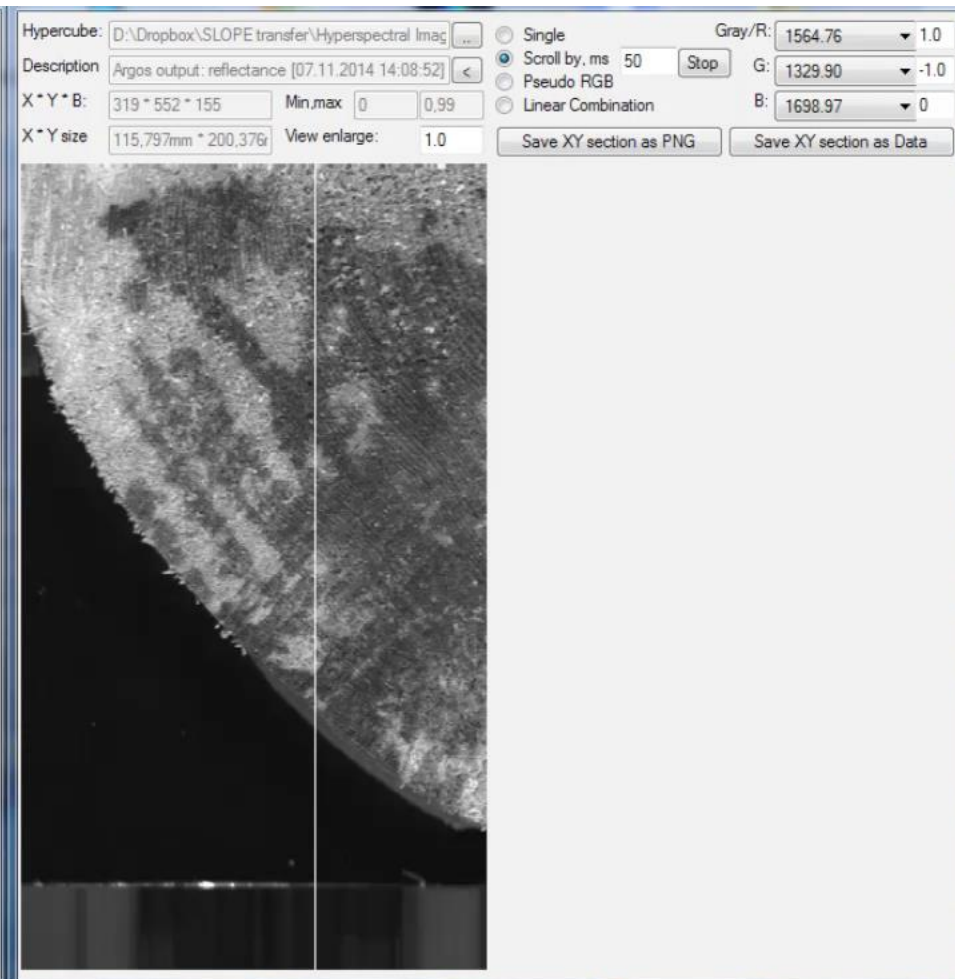 Hypercube: D:\Dropbox\SLOPE transfer\Hyperspectral Imag ...
Description Argos output: reflectance [07.11.2014 14:08:52] <
X * Y * B: 319 * 552 * 155 Min,max 0 0,99
X * Y size 115,797mm * 200,376r View enlarge: 1.0
Single
Scroll by, ms 50 Stop
Pseudo RGB
Linear Combination
Gray/R: 1564.76 1.0
G: 1329.90 -1.0
B: 1698.97 0
Save XY section as PNG Save XY section as Data